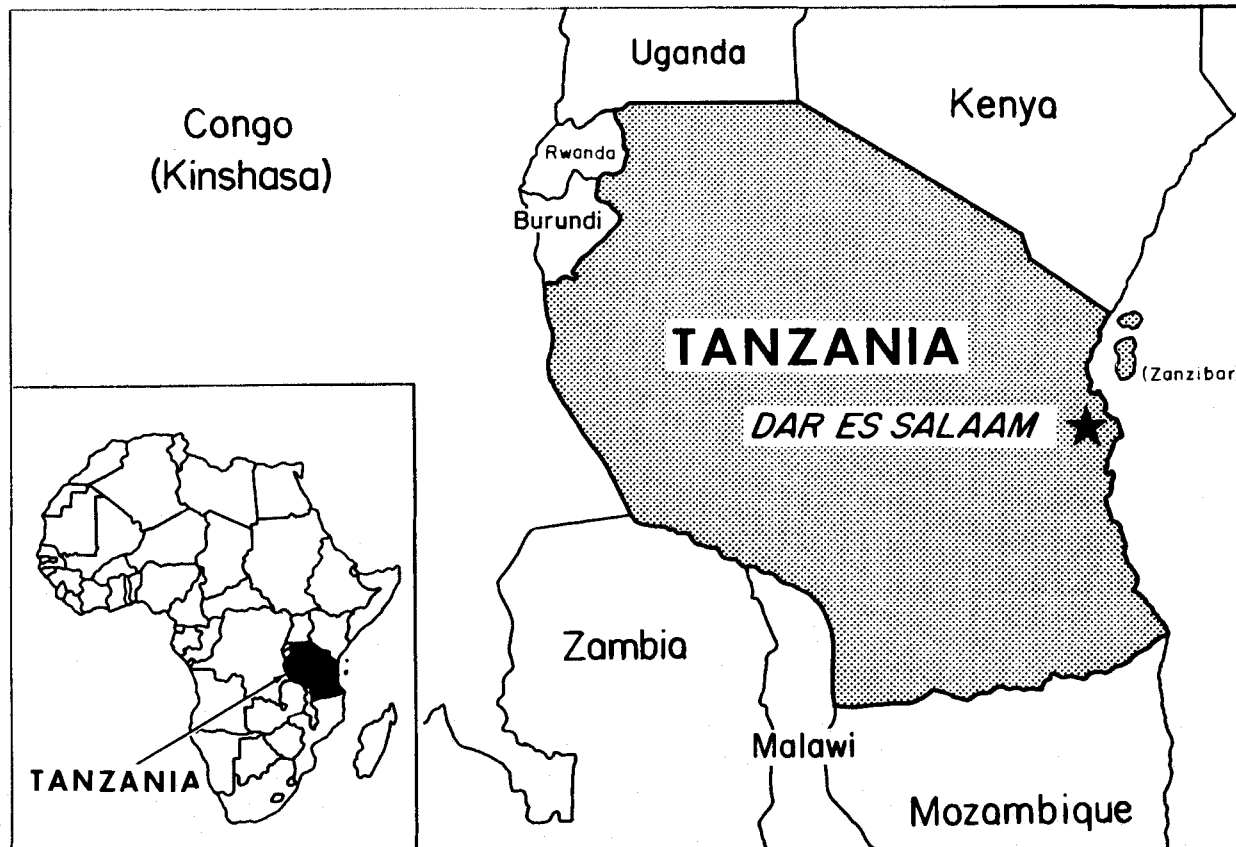 Uganda
Kenya
Congo
(Kinshasa)
Rwanda
Burundi
TANZANIA
(Zanzibar)
DAR ES SALAAM
Zambia
Malawi
TANZANIA
Mozambique